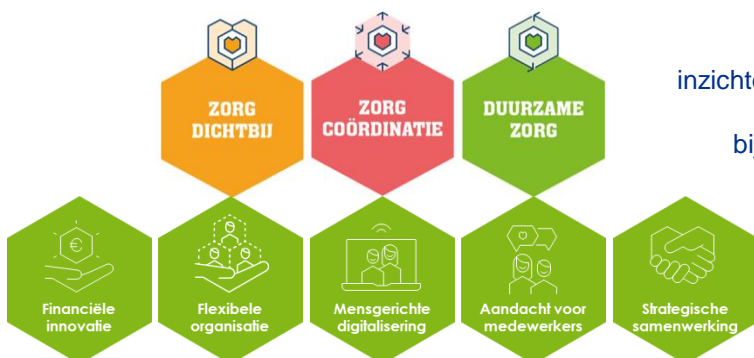 ZORG
DICHTBIJ
ZORG
COÖRDINATIE
DUURZAME
ZORG
€
Financiële
innovatie
Flexibele
organisatie
Mensgerichte
digitalisering
Aandacht voor
medewerkers
Strategische
samenwerking